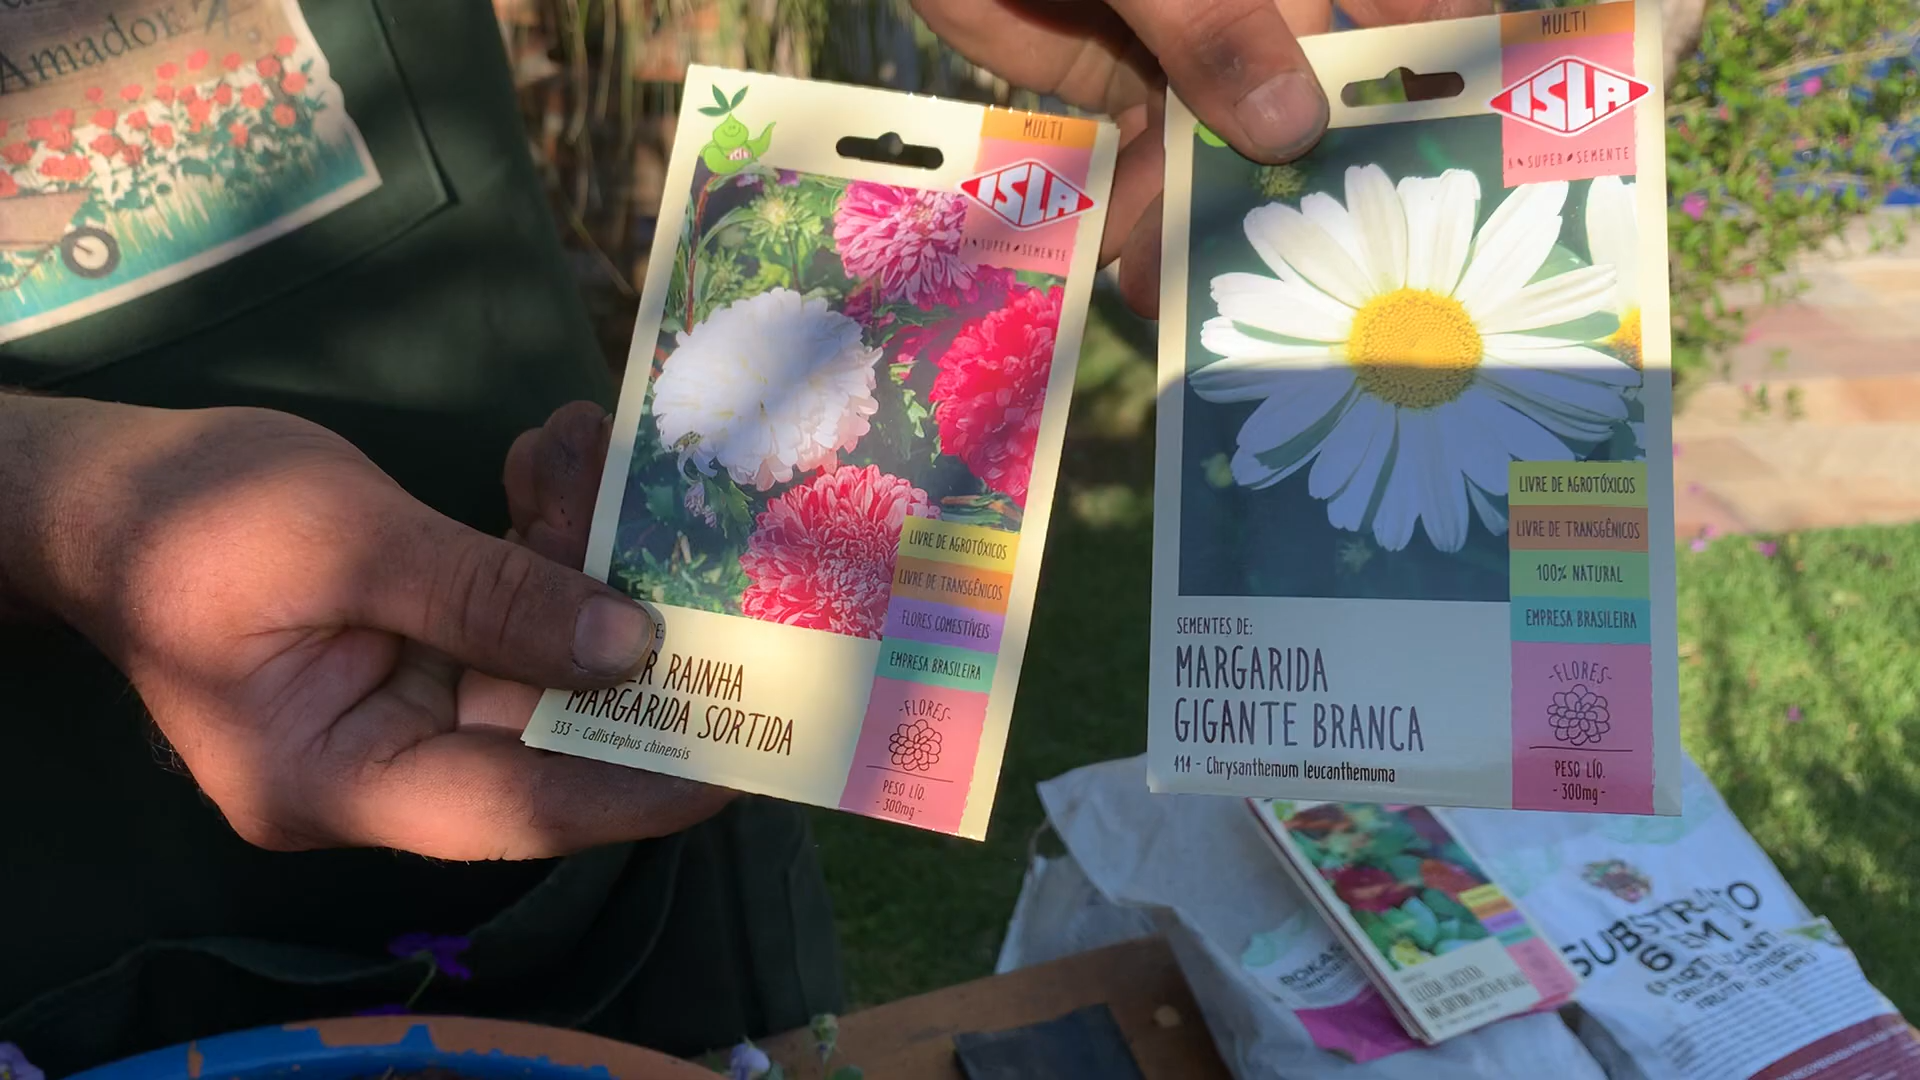 Amador
MULTI
ISLA
A SUPER SEMENTE
LIVRE DE AGROTÓXICOS
LIVRE DE TRANSGÊNICOS
FLORES COMESTÍVEIS
EMPRESA BRASILEIRA
RAINHA
MARGARIDA SORTIDA
333 - Callistephus chinensis
-FLORES-
PESO LÍQ.
- 300mg -
MULTI
ISLA
A SUPER SEMENTE
LIVRE DE AGROTÓXICOS
LIVRE DE TRANSGÊNICOS
100% NATURAL
EMPRESA BRASILEIRA
SEMENTES DE:
MARGARIDA
GIGANTE BRANCA
414 - Chrysanthemum leucanthemuma
-FLORES-
PESO LÍQ.
- 300mg -
SUBSTRATO
6 EM 1